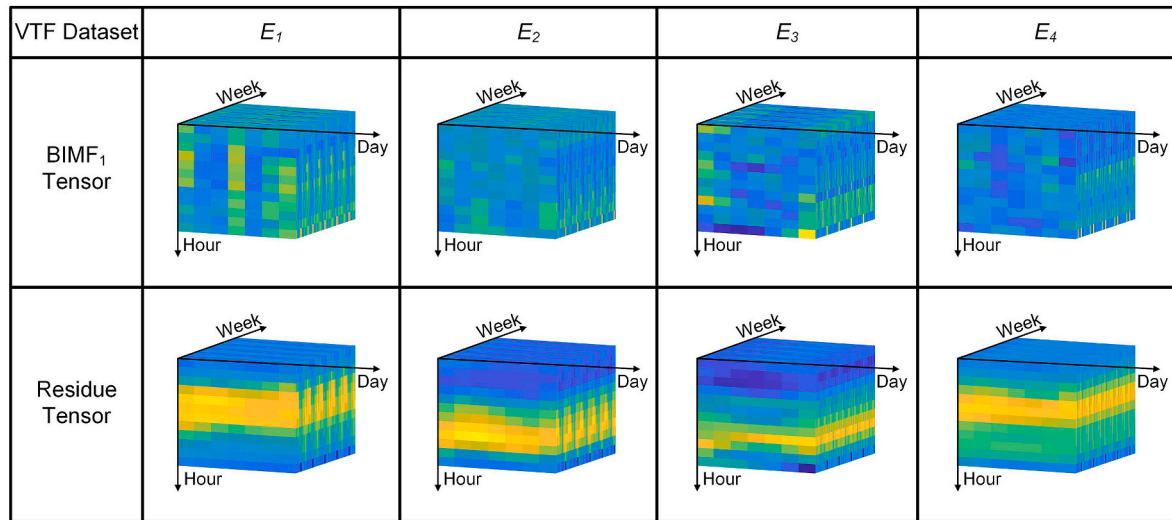 VTF Dataset E₁ E₂ E₃ E₄
BIMF₁
Tensor
Week
Day
Hour
Week
Day
Hour
Week
Day
Hour
Week
Day
Hour
Residue
Tensor
Week
Day
Hour
Week
Day
Hour
Week
Day
Hour
Week
Day
Hour